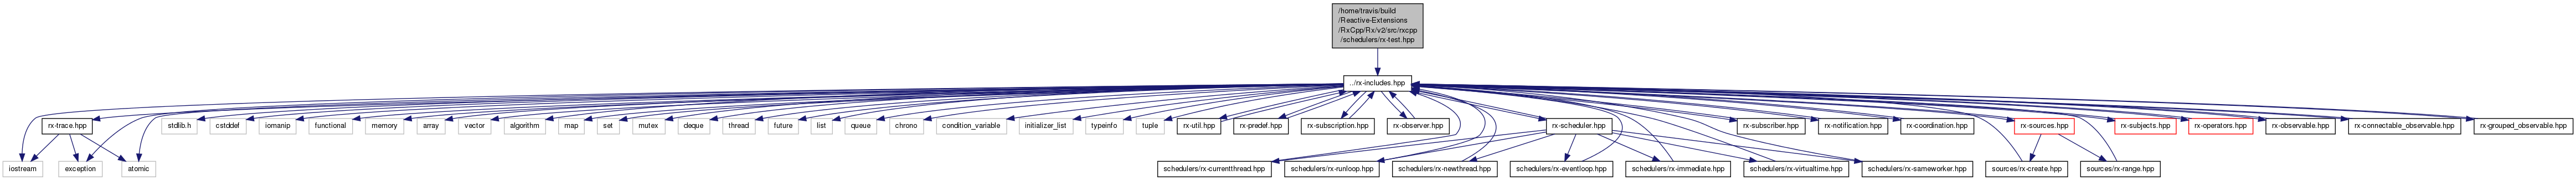 /home/travis/build
/Reactive-Extensions
/RxCpp/Rx/v2/src/rxcpp
/schedulers/rx-test.hpp
../rx-includes.hpp
rx-trace.hpp
stdlib.h
cstddef
iomanip
functional
memory
array
vector
algorithm
map
set
mutex
deque
thread
future
list
queue
chrono
condition_variable
initializer_list
typeinfo
tuple
rx-util.hpp
rx-predef.hpp
rx-subscription.hpp
rx-observer.hpp
rx-scheduler.hpp
rx-subscriber.hpp
rx-notification.hpp
rx-coordination.hpp
rx-sources.hpp
rx-subjects.hpp
rx-operators.hpp
rx-observable.hpp
rx-connectable_observable.hpp
rx-grouped_observable.hpp
iostream
exception
atomic
schedulers/rx-currentthread.hpp
schedulers/rx-runloop.hpp
schedulers/rx-newthread.hpp
schedulers/rx-eventloop.hpp
schedulers/rx-immediate.hpp
schedulers/rx-virtualtime.hpp
schedulers/rx-sameworker.hpp
sources/rx-create.hpp
sources/rx-range.hpp